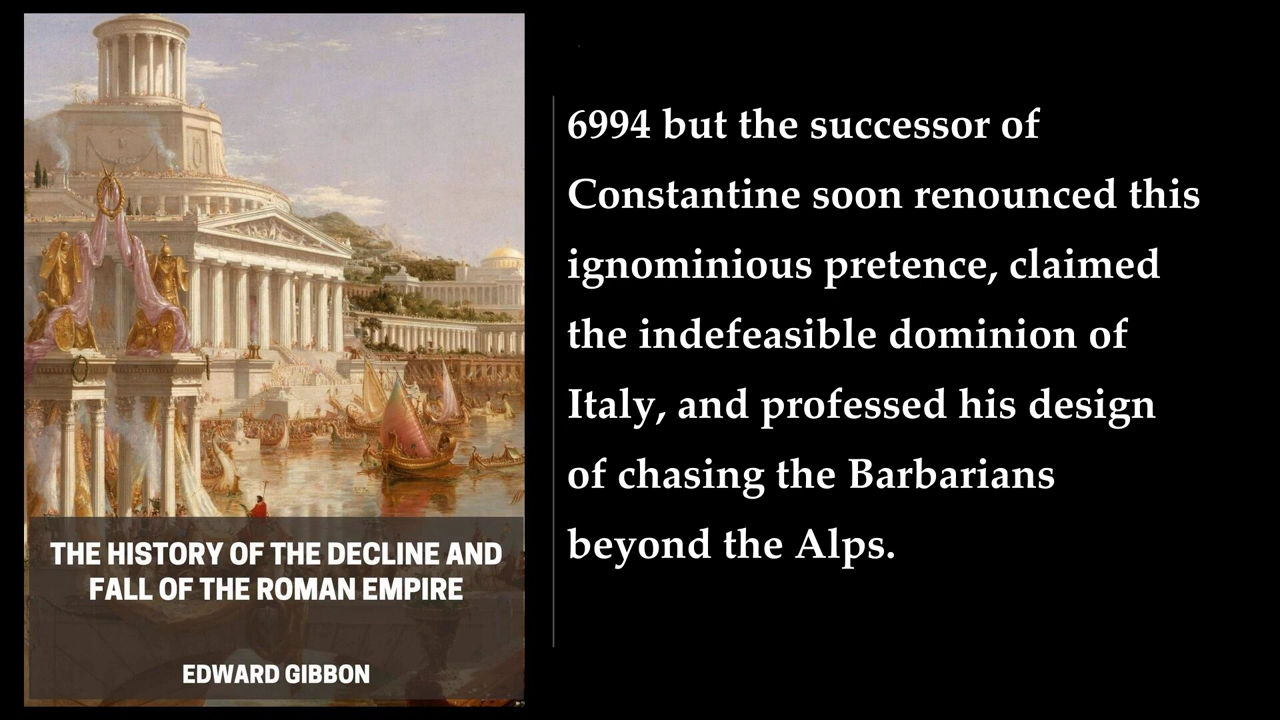 THE HISTORY OF THE DECLINE AND
FALL OF THE ROMAN EMPIRE
EDWARD GIBBON
6994 but the successor of
Constantine soon renounced this
ignominious pretence, claimed
the indefeasible dominion of
Italy, and professed his design
of chasing the Barbarians
beyond the Alps.